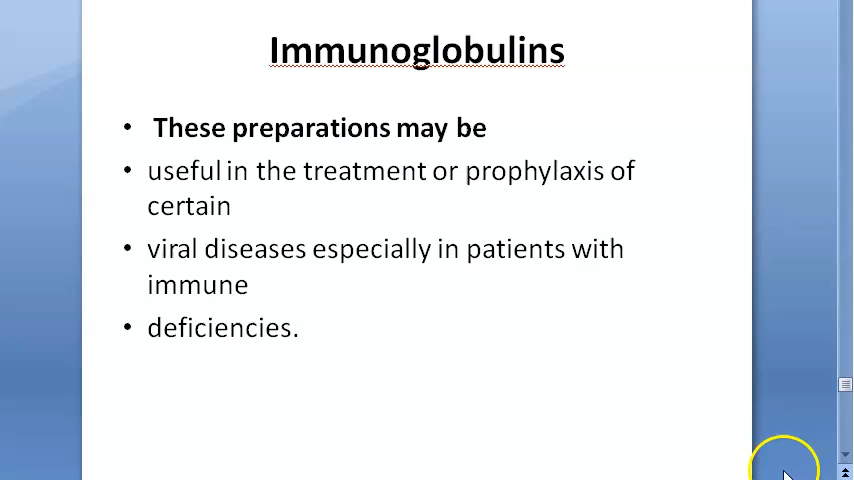 Immunoglobulins
• These preparations may be
• useful in the treatment or prophylaxis of
certain
• viral diseases especially in patients with
immune
• deficiencies.